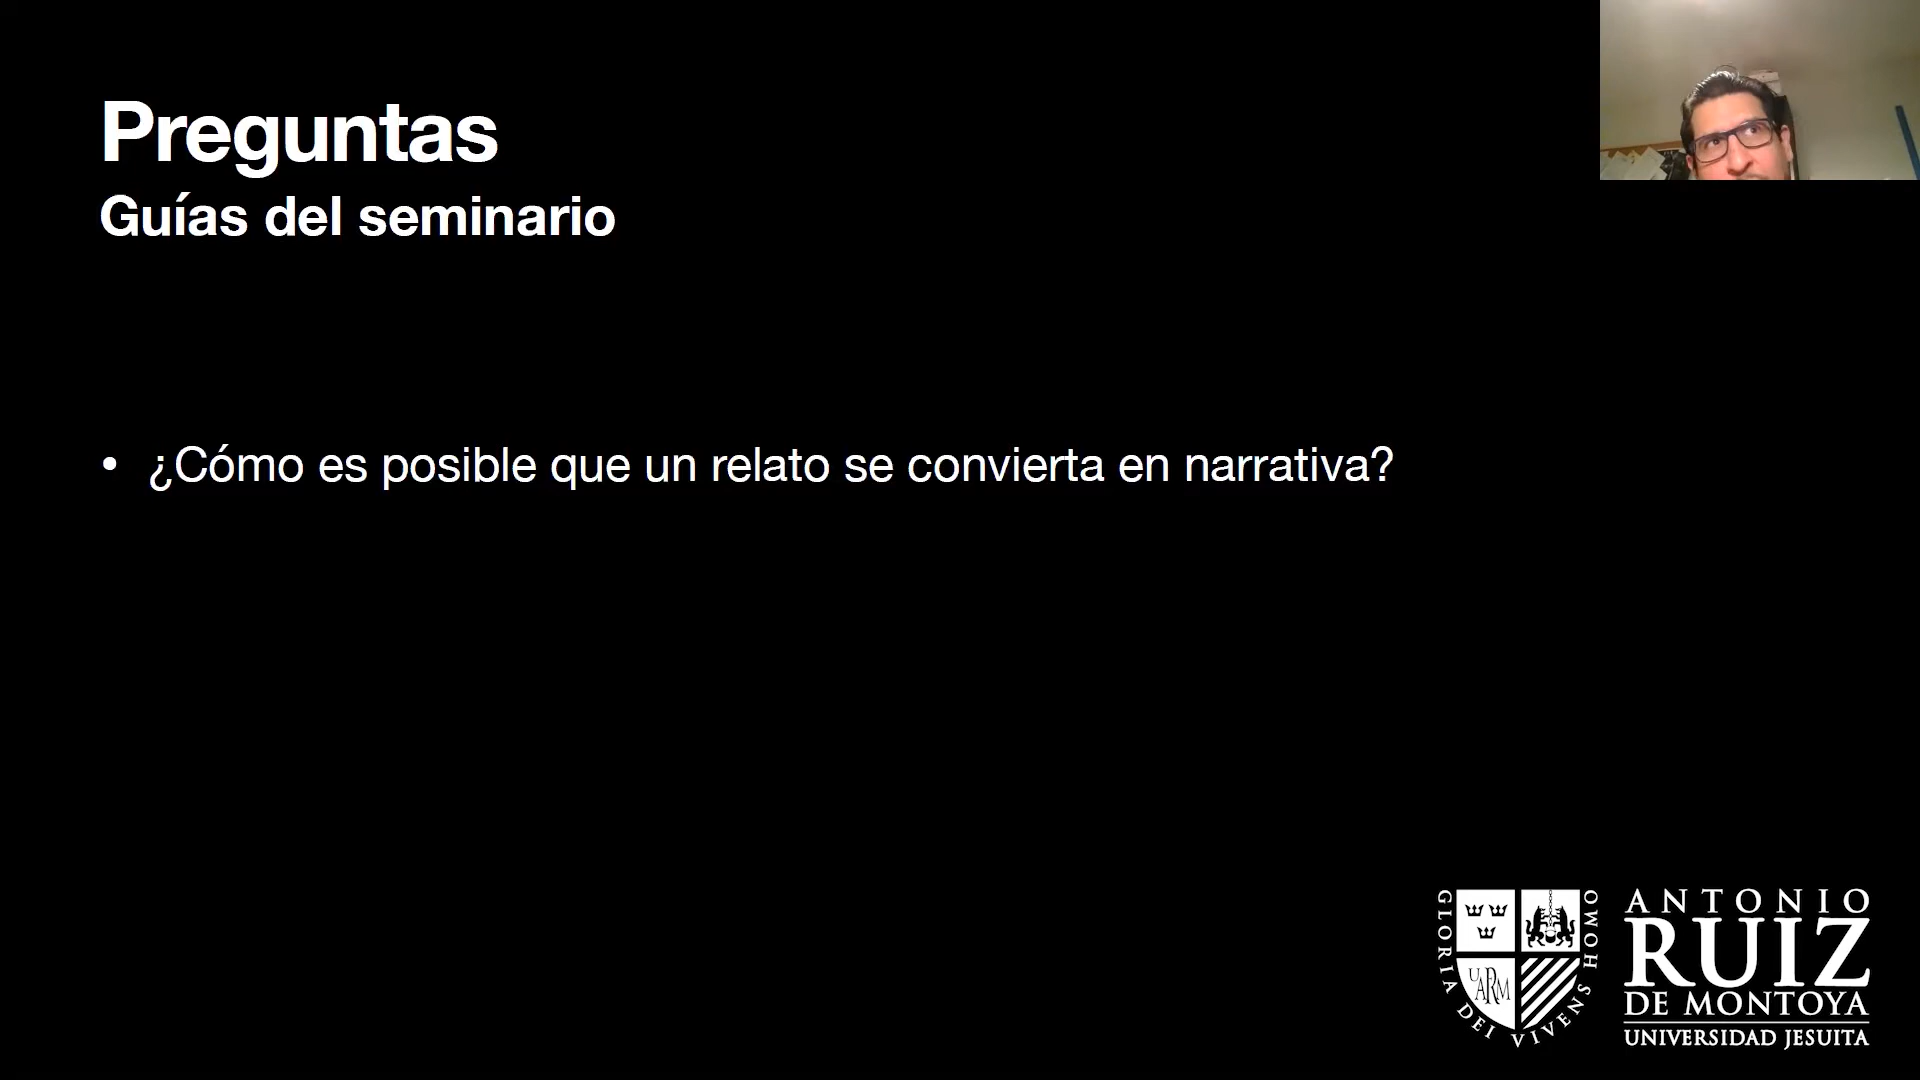 Preguntas
Guías del seminario
• ¿Cómo es posible que un relato se convierta en narrativa?
GLORIA DEI VIVENS HOMO
UARM
ANTONIO
RUIZ
DE MONTOYA
UNIVERSIDAD JESUITA